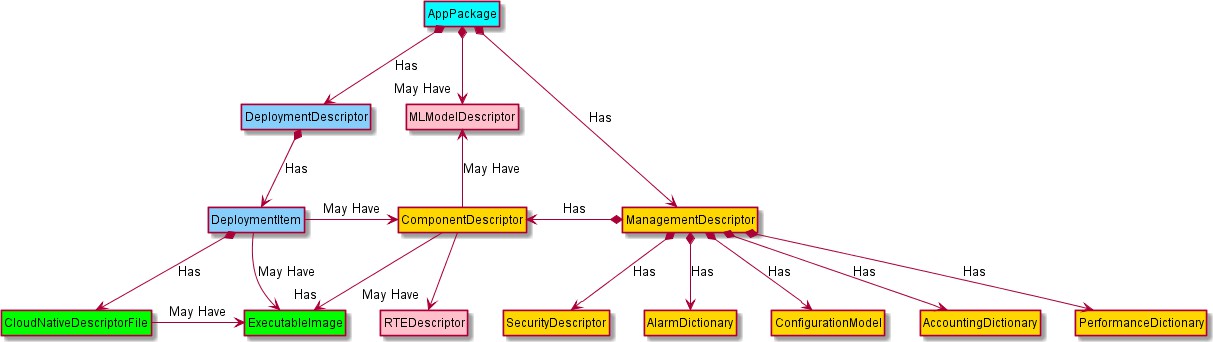 AppPackage
Has
May Have
Has
DeploymentDescriptor
MLModelDescriptor
Has
May Have
DeploymentItem
May Have
ComponentDescriptor
Has
ManagementDescriptor
Has
May Have
Has
May Have
Has
Has
Has
Has
Has
CloudNativeDescriptorFile
May Have
ExecutableImage
RTEDescriptor
SecurityDescriptor
AlarmDictionary
ConfigurationModel
AccountingDictionary
PerformanceDictionary